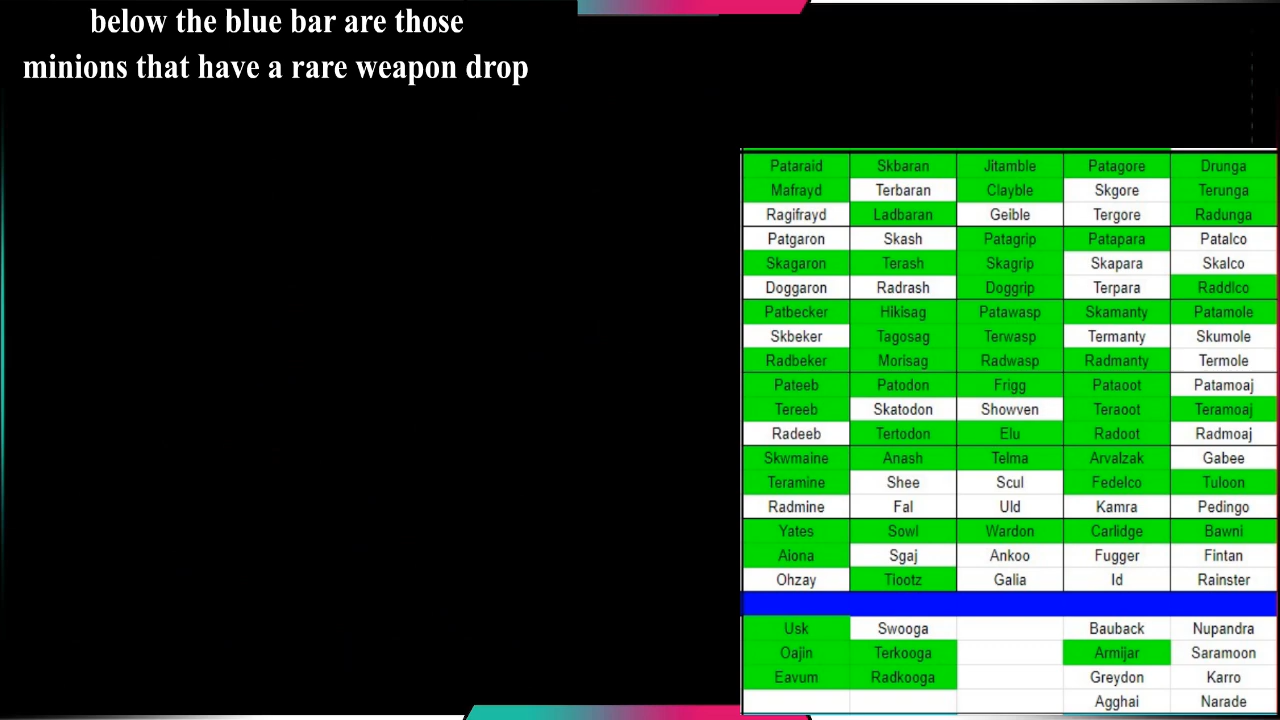 below the blue bar are those
minions that have a rare weapon drop
Pataraid Skbaran Jitamble Patagore Drunga
Mafrayd Terbaran Clayble Skgore Terunga
Ragifrayd Ladbaran Geible Tergore Radunga
Patgaron Skash Patagrip Patapara Patalco
Skagaron Terash Skagrip Skapara Skalco
Doggaron Radrash Doggrip Terpara Raddlco
Patbecker Hikisag Patawasp Skamanty Patamole
Skbeker Tagosag Terwasp Termanty Skumole
Radbeker Morisag Radwasp Radmanty Termole
Pateeb Patodon Frigg Pataoot Patamoaj
Tereeb Skatodon Showven Teraoot Teramoaj
Radeeb Tertodon Elu Radoot Radmoaj
Skwmaine Anash Telma Arvalzak Gabee
Teramine Shee Scul Fedelco Tuloon
Radmine Fal Uld Kamra Pedingo
Yates Sowl Wardon Carlidge Bawni
Aiona Sgaj Ankoo Fugger Fintan
Ohzay Tiootz Galia Id Rainster
Usk Swooga Bauback Nupandra
Oajin Terkooga Armijar Saramoon
Eavum Radkooga Greydon Karro
Agghai Narade